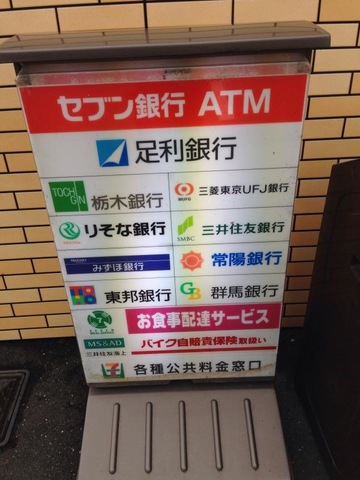 セブン銀行 ATM
足利銀行
TOCHIGIN 栃木銀行
MUFG 三菱東京UFJ銀行
りそな銀行
SMBC 三井住友銀行
みずほ銀行
常陽銀行
東邦銀行
GB 群馬銀行
お食事配達サービス
MS&AD 三井住友海上
バイク自賠責保険取扱い
各種公共料金窓口